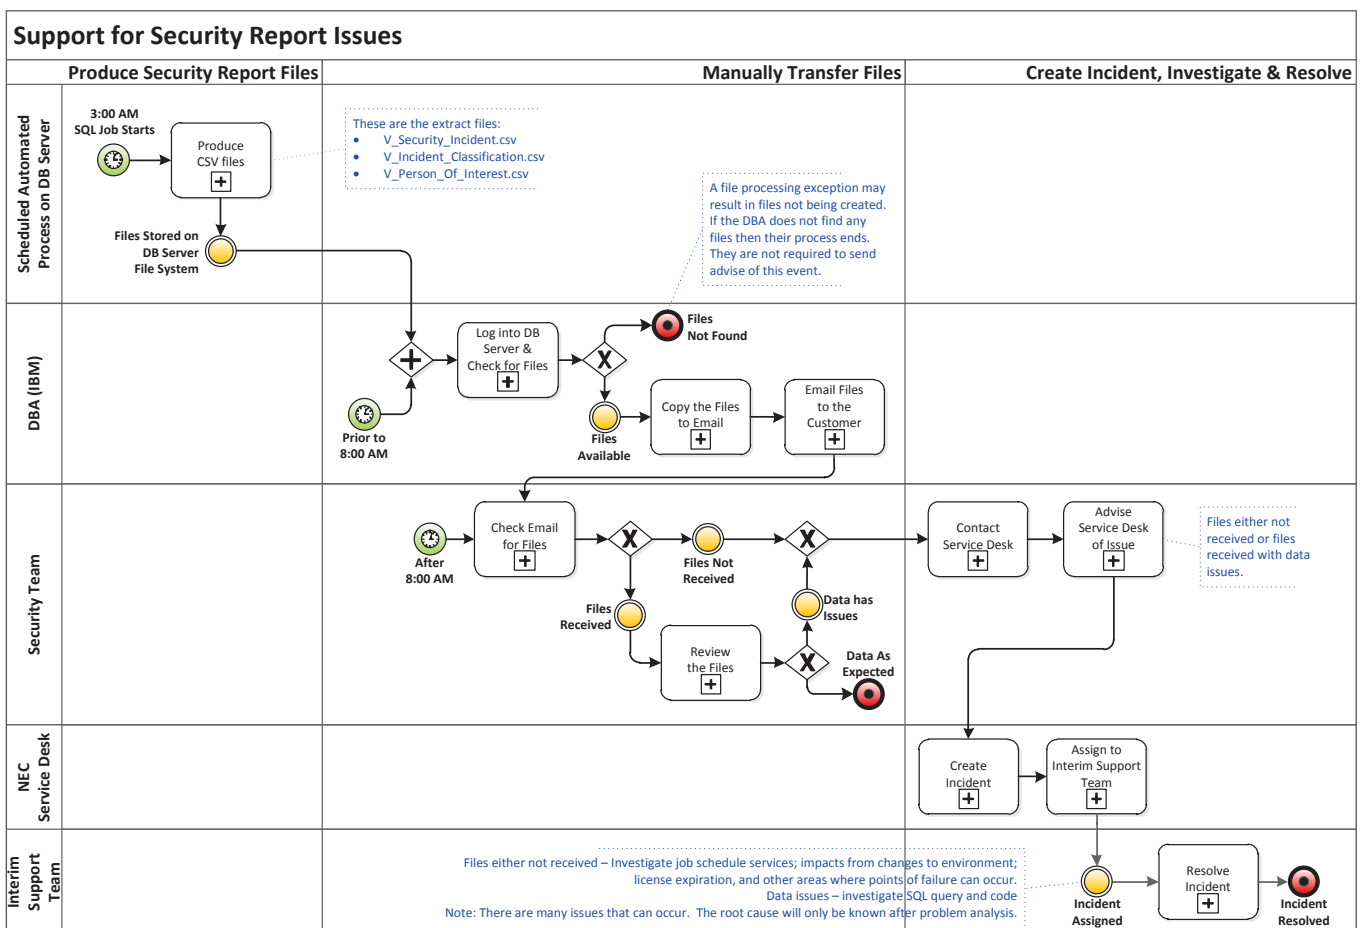 Support for Security Report Issues
Produce Security Report Files
Manually Transfer Files
Create Incident, Investigate & Resolve
Scheduled Automated
Process on DB Server
3:00 AM
SQL Job Starts
Produce
CSV files
Files Stored on
DB Server
File System
These are the extract files:
• V_Security_Incident.csv
• V_Incident_Classification.csv
• V_Person_Of_Interest.csv
A file processing exception may
result in files not being created.
If the DBA does not find any
files then their process ends.
They are not required to send
advise of this event.
DBA (IBM)
Prior to
8:00 AM
Log into DB
Server &
Check for Files
X
Files
Not Found
Files
Available
Copy the Files
to Email
Email Files
to the
Customer
Security Team
After
8:00 AM
Check Email
for Files
X
Files Not
Received
X
Files
Received
Review
the Files
X
Data has
Issues
Data As
Expected
Contact
Service Desk
Advise
Service Desk
of Issue
Files either not
received or files
received with data
issues.
NEC
Service Desk
Create
Incident
Assign to
Interim Support
Team
Interim
Support
Team
Files either not received – Investigate job schedule services; impacts from changes to environment;
license expiration, and other areas where points of failure can occur.
Data issues – investigate SQL query and code
Note: There are many issues that can occur. The root cause will only be known after problem analysis.
Incident
Assigned
Resolve
Incident
Incident
Resolved